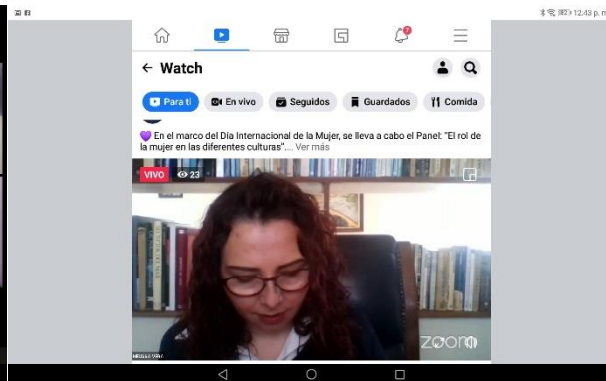 12:43 p. m
7
Watch
Para ti
En vivo
Seguidos
Guardados
Comida
En el marco del Día Internacional de la Mujer, se lleva a cabo el Panel: "El rol de
la mujer en las diferentes culturas".... Ver más
VIVO 23
zoom